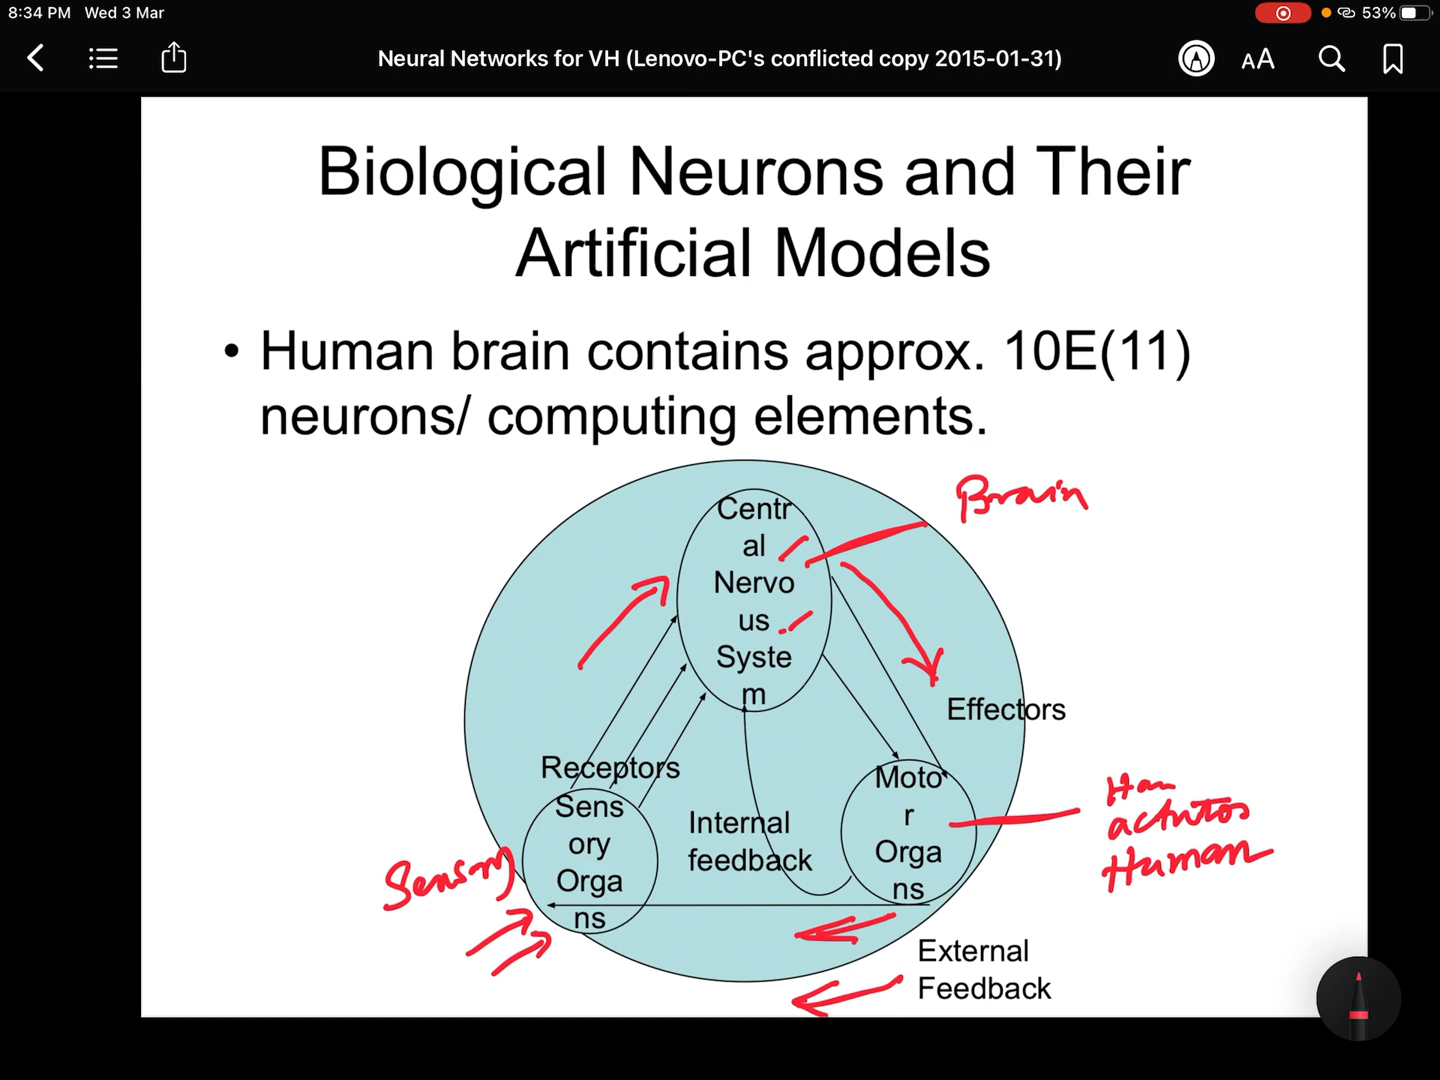 8:34 PM Wed 3 Mar
53%
Neural Networks for VH (Lenovo-PC's conflicted copy 2015-01-31)
AA
Biological Neurons and Their
Artificial Models
• Human brain contains approx. 10E(11)
neurons/ computing elements.
Brain
Centr
al
Nervo
us
Syste
m
Effectors
Receptors
Sens
ory
Orga
ns
Sensory
Internal
feedback
Moto
r
Orga
ns
Human
External
Feedback